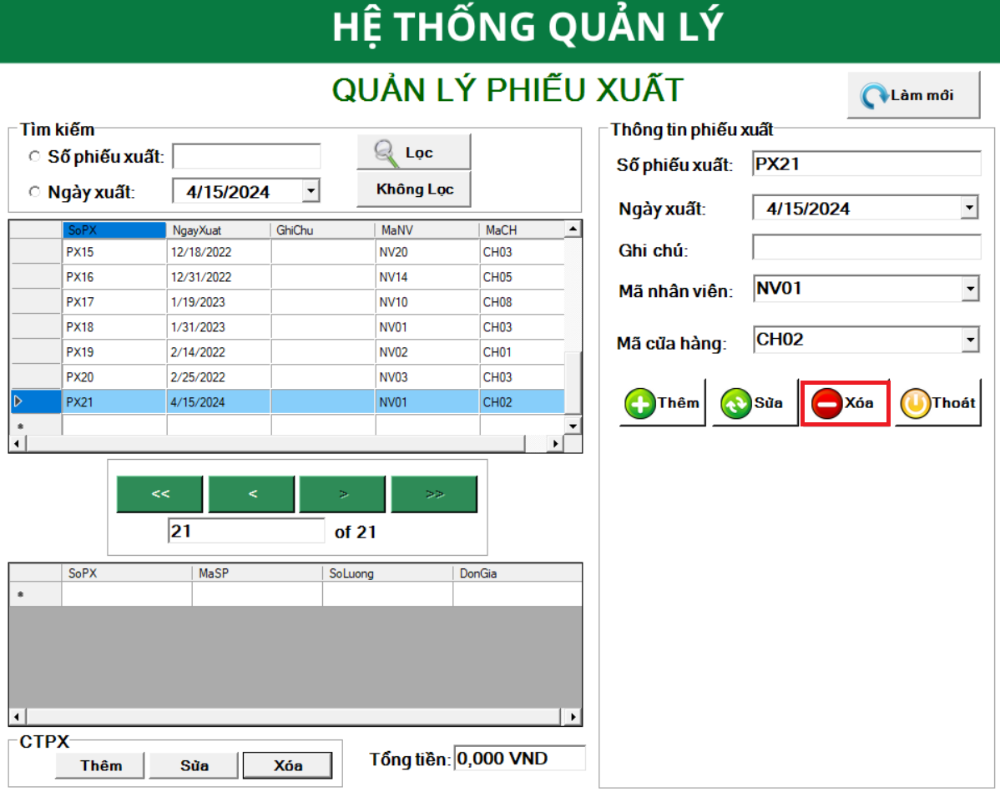 HỆ THỐNG QUẢN LÝ
QUẢN LÝ PHIẾU XUẤT
Làm mới
Tìm kiếm
Số phiếu xuất:
Lọc
Ngày xuất: 4/15/2024
Không Lọc
SoPX NgayXuat GhiChu MaNV MaCH
PX15 12/18/2022 NV20 CH03
PX16 12/31/2022 NV14 CH05
PX17 1/19/2023 NV10 CH08
PX18 1/31/2023 NV01 CH03
PX19 2/14/2022 NV02 CH01
PX20 2/25/2022 NV03 CH03
PX21 4/15/2024 NV01 CH02
<< < > >>
21 of 21
SoPX MaSP SoLuong DonGia
CTPX
Thêm Sửa Xóa
Tổng tiền: 0,000 VND
Thông tin phiếu xuất
Số phiếu xuất: PX21
Ngày xuất: 4/15/2024
Ghi chú:
Mã nhân viên: NV01
Mã cửa hàng: CH02
Thêm Sửa Xóa Thoát